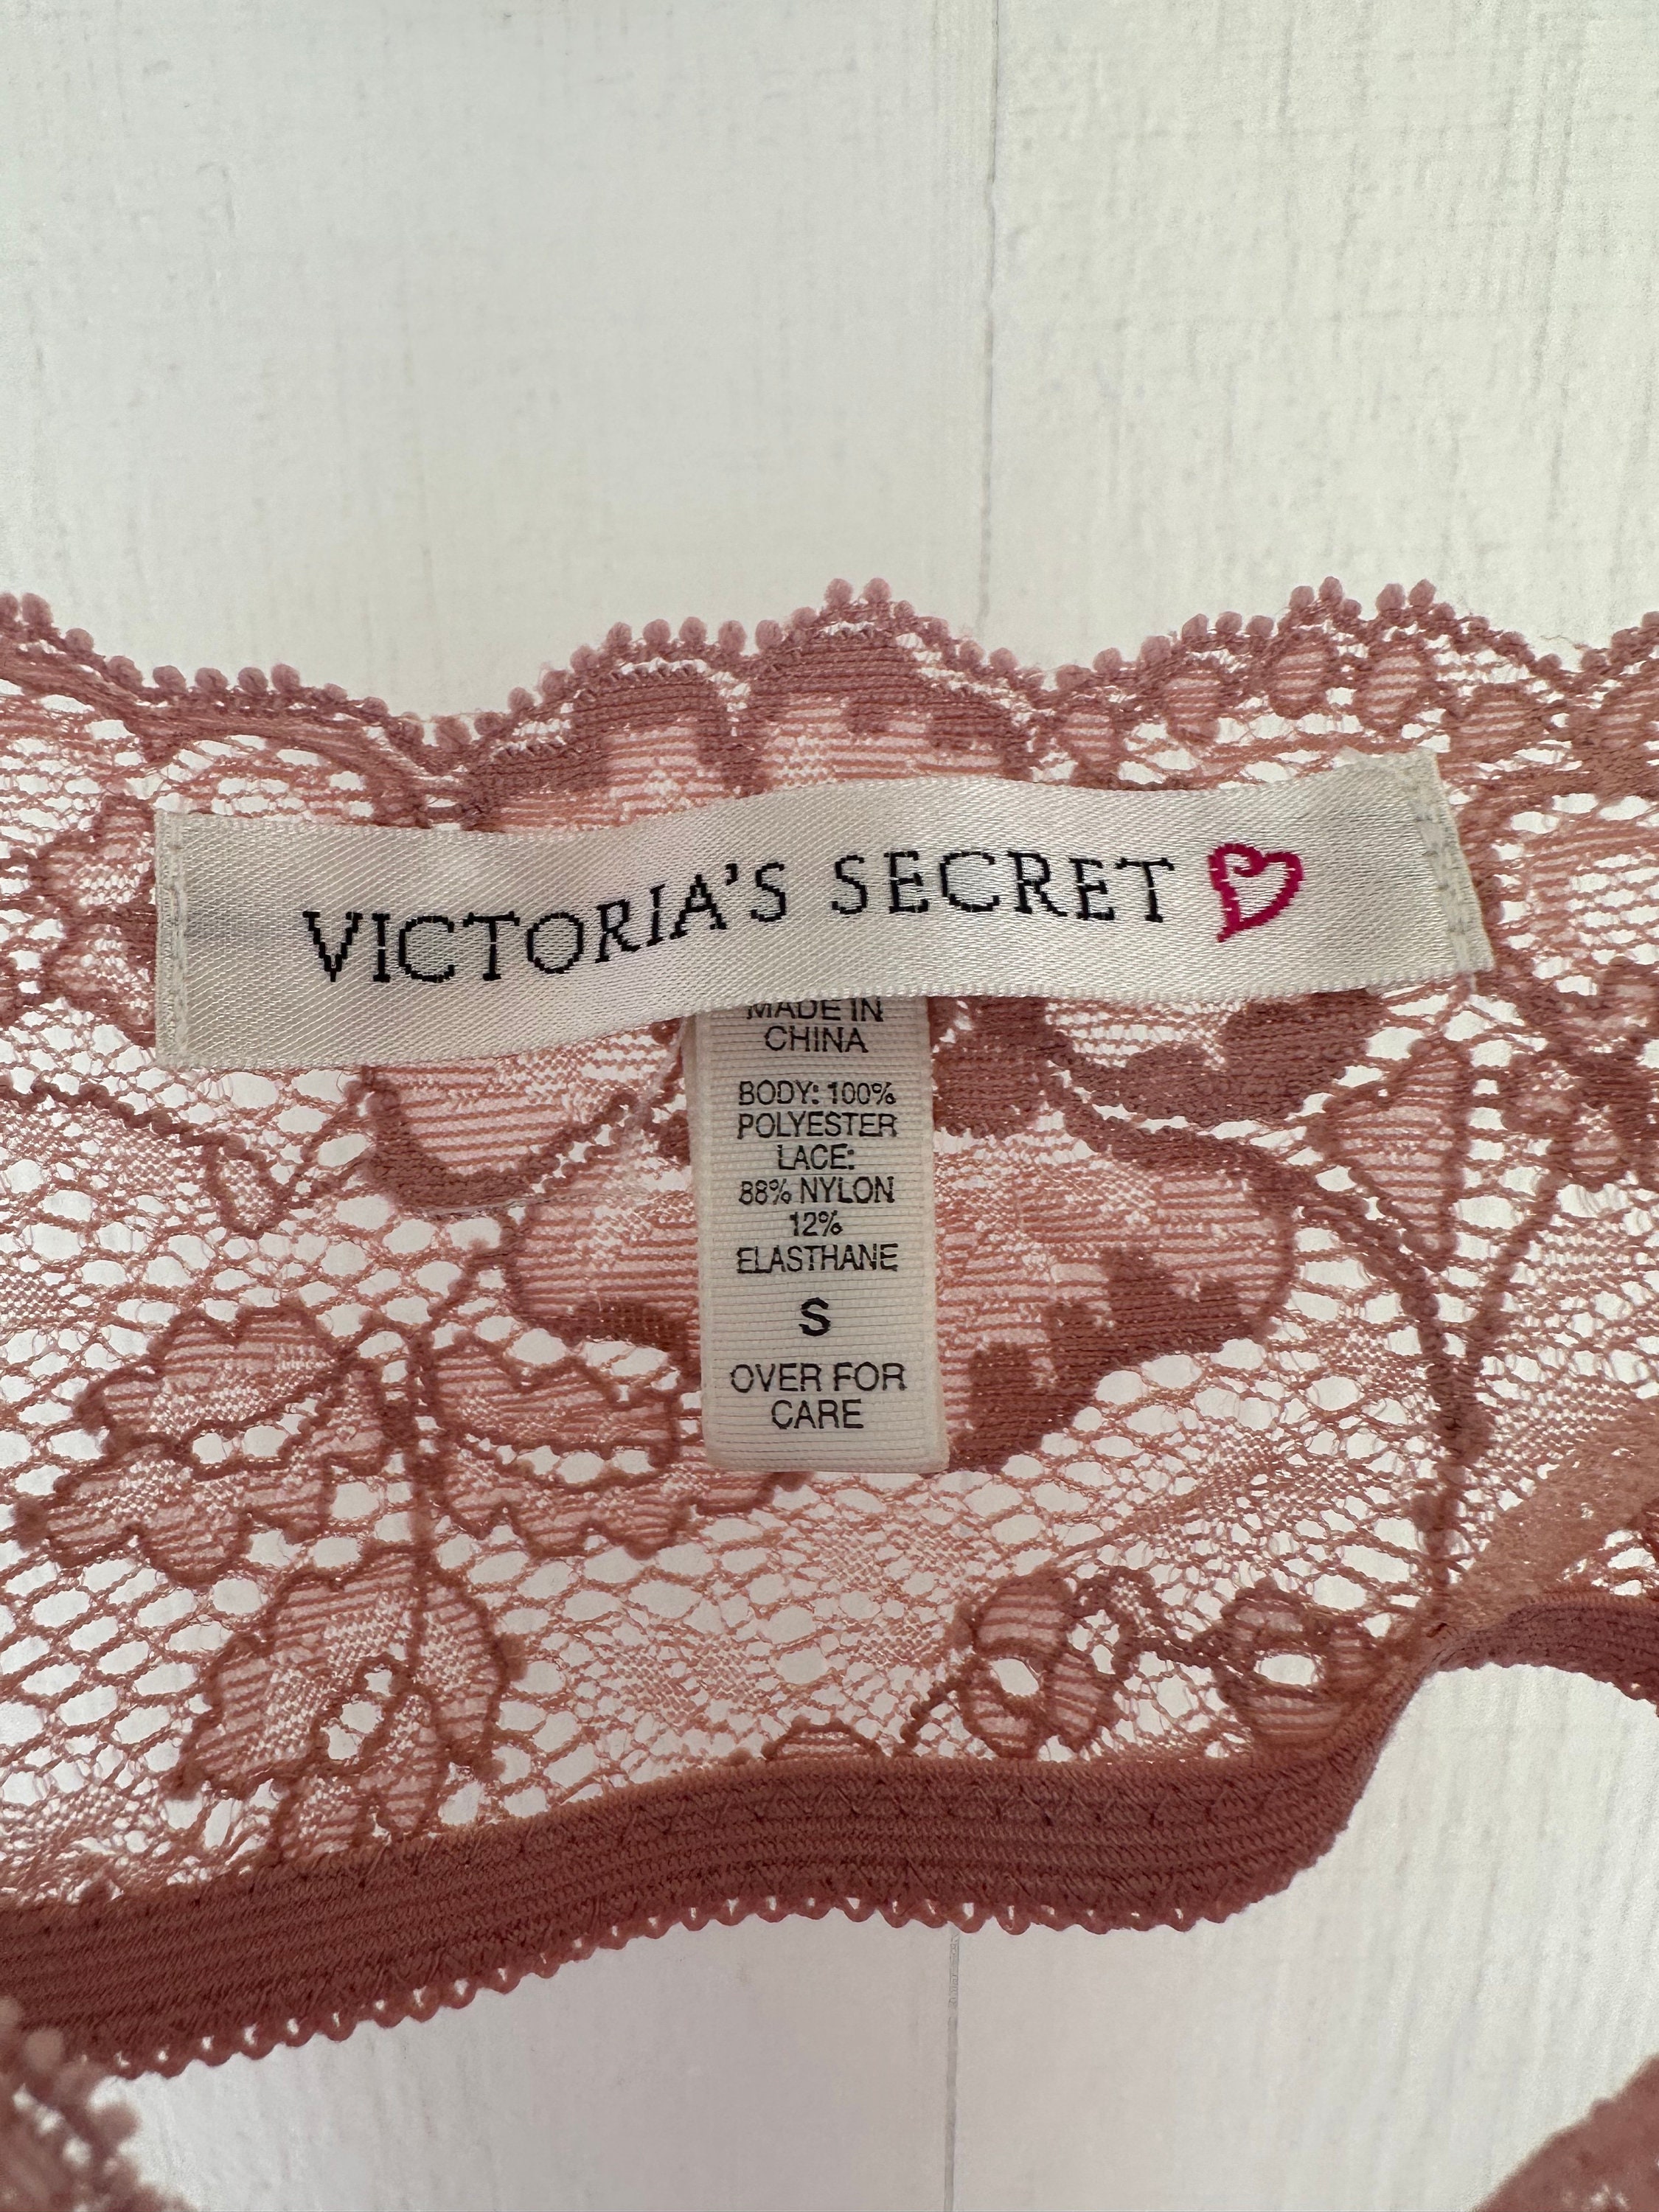 VICTORIA'S SECRET
MADE IN
CHINA
BODY: 100%
POLYESTER
LACE:
88% NYLON
12%
ELASTHANE
S
OVER FOR
CARE